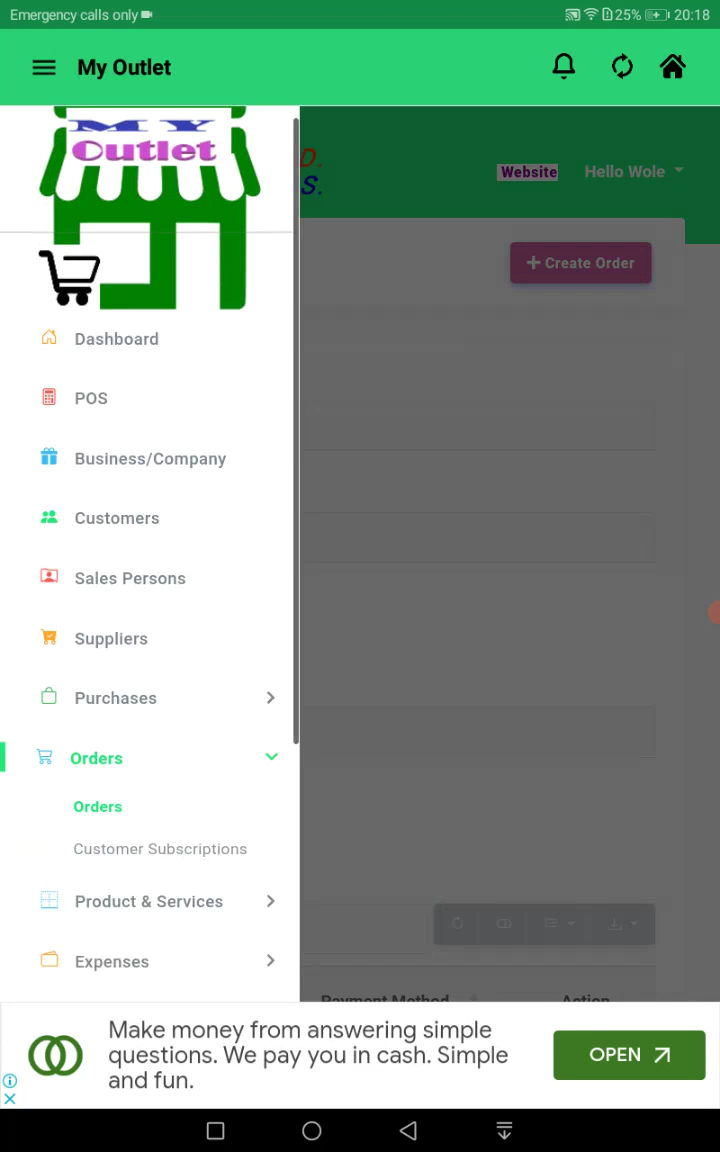 Emergency calls only
25%
20:18
My Outlet
MY
Outlet
D.
S.
Website
Hello Wole
+ Create Order
Dashboard
POS
Business/Company
Customers
Sales Persons
Suppliers
Purchases
Orders
Orders
Customer Subscriptions
Product & Services
Expenses
Payment Method
Action
Make money from answering simple
questions. We pay you in cash. Simple
and fun.
OPEN